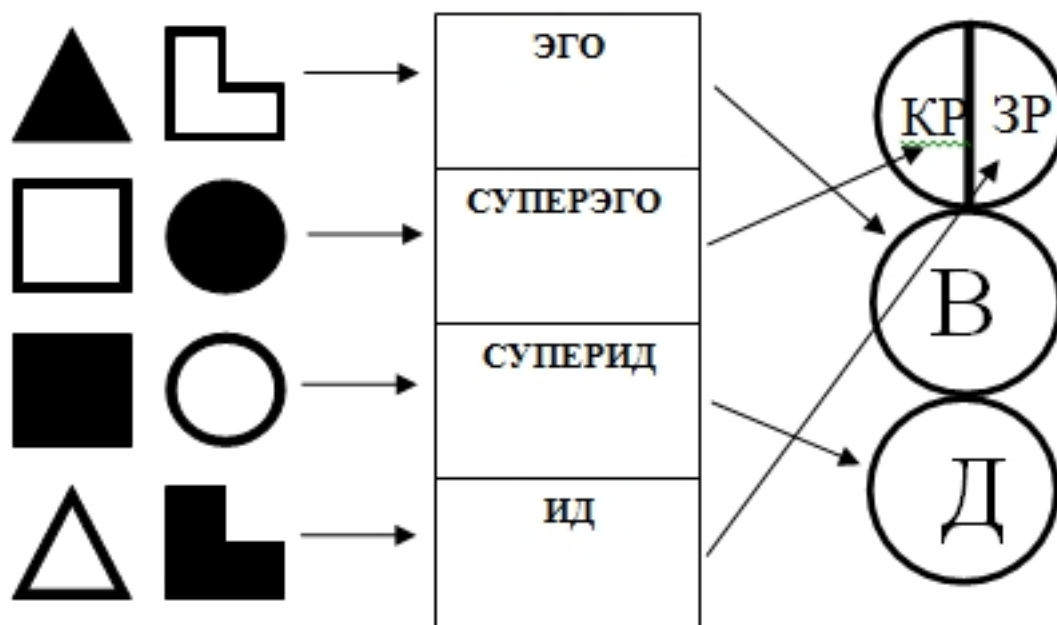 ЭГО
СУПЕРЭГО
СУПЕРИД
ИД
КР ЗР
В
Д